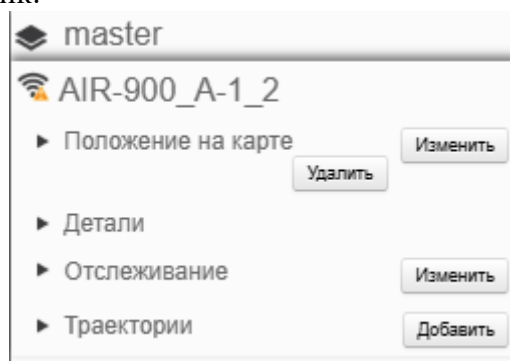 master
AIR-900_A-1_2
Положение на карте Изменить
Удалить
Детали
Отслеживание Изменить
Траектории Добавить